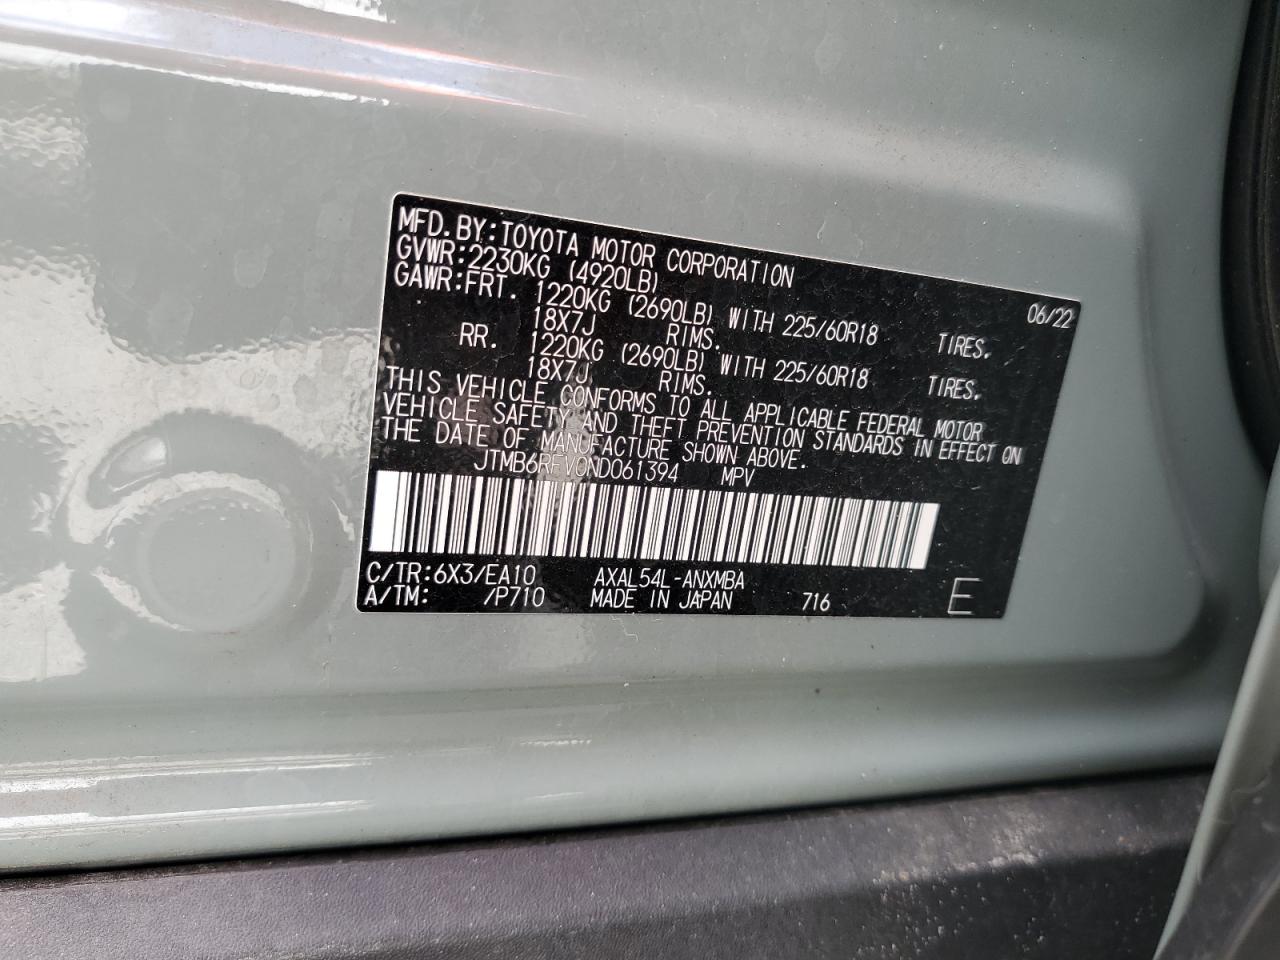 MFD.BY:TOYOTA MOTOR CORPORATION 06/22
GVWR:2230KG (4920LB)
GAWR:FRT. 1220KG (2690LB) WITH 225/60R18 TIRES.
18X7J RIMS.
RR. 1220KG (2690LB) WITH 225/60R18 TIRES.
18X7J RIMS.
THIS VEHICLE CONFORMS TO ALL APPLICABLE FEDERAL MOTOR
VEHICLE SAFETY AND THEFT PREVENTION STANDARDS IN EFFECT ON
THE DATE OF MANUFACTURE SHOWN ABOVE.
JTMB6RFV0ND061394 MPV
C/TR:6X3/EA10 AXAL54L-ANXMBA
A/TM: /P710 MADE IN JAPAN 716 E